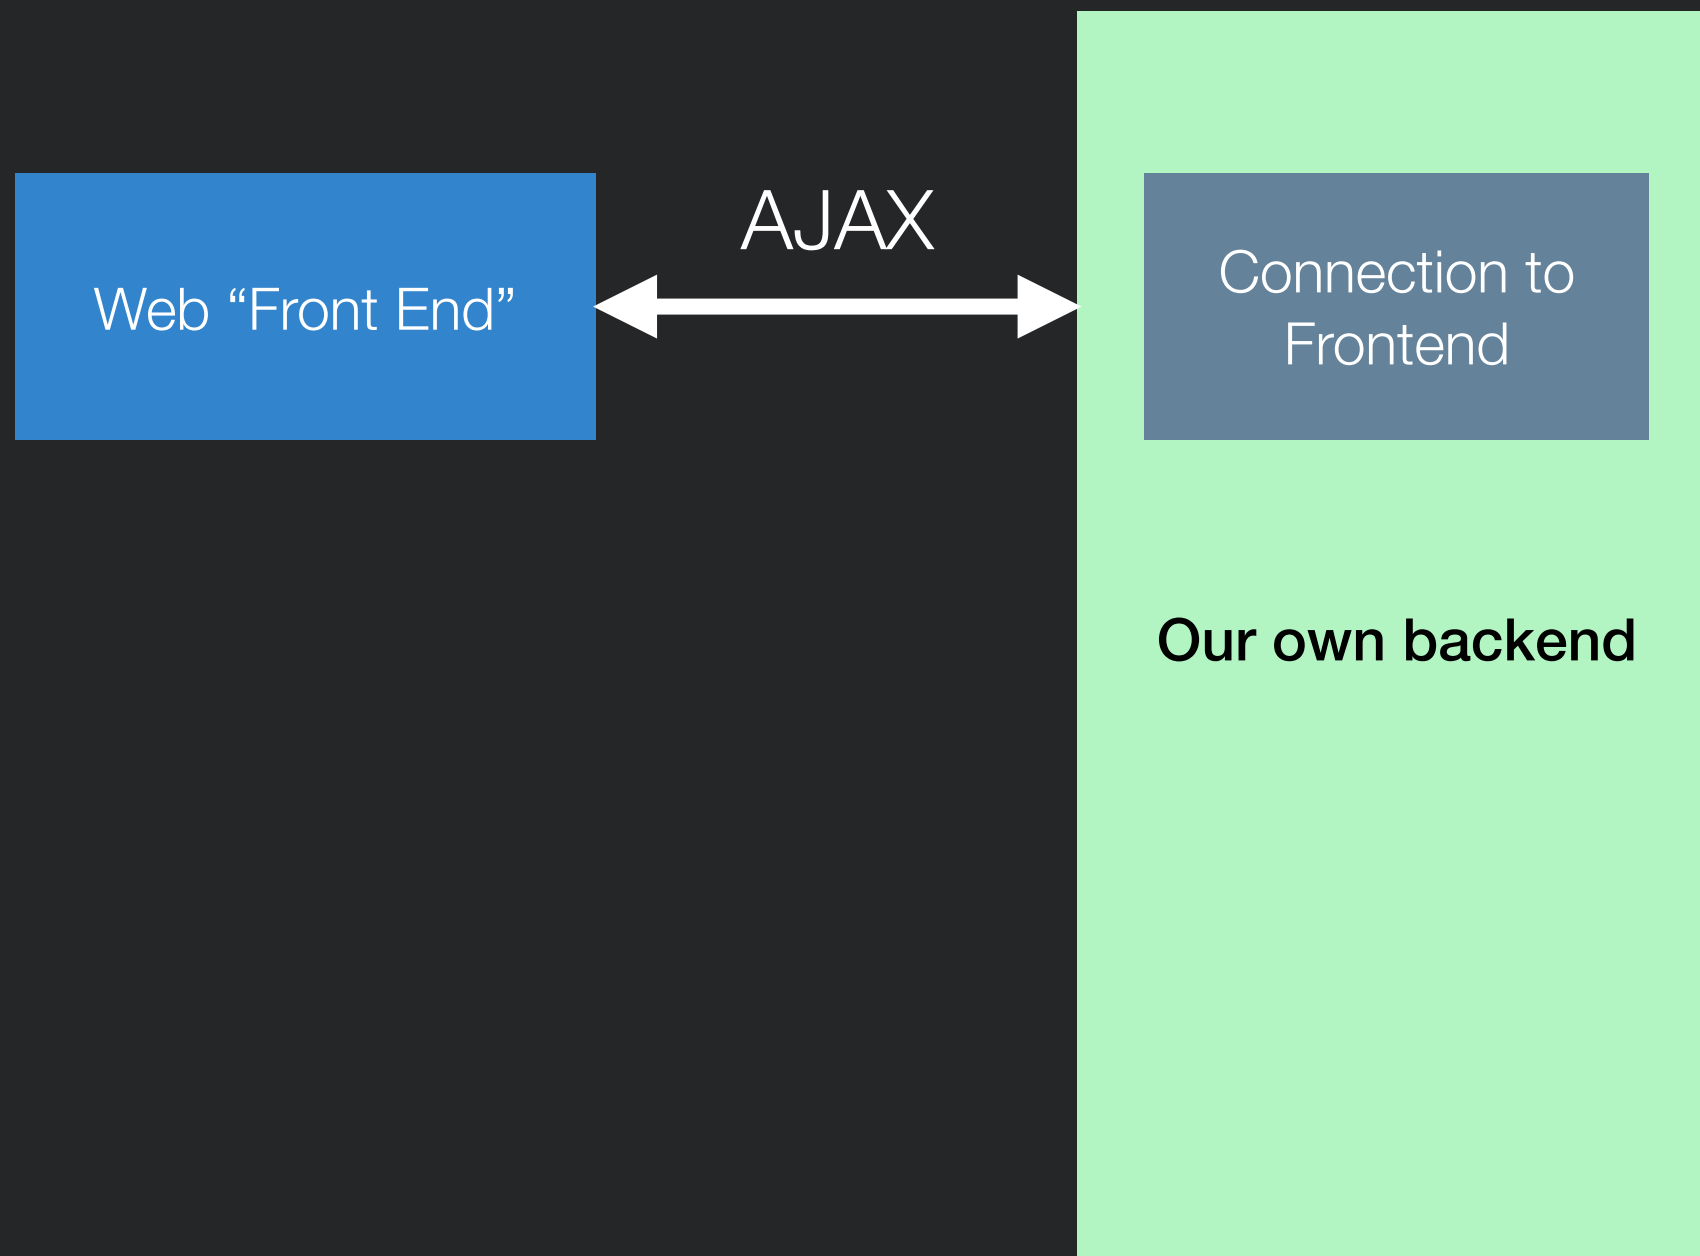 Web “Front End”
AJAX
Connection to
Frontend
Our own backend